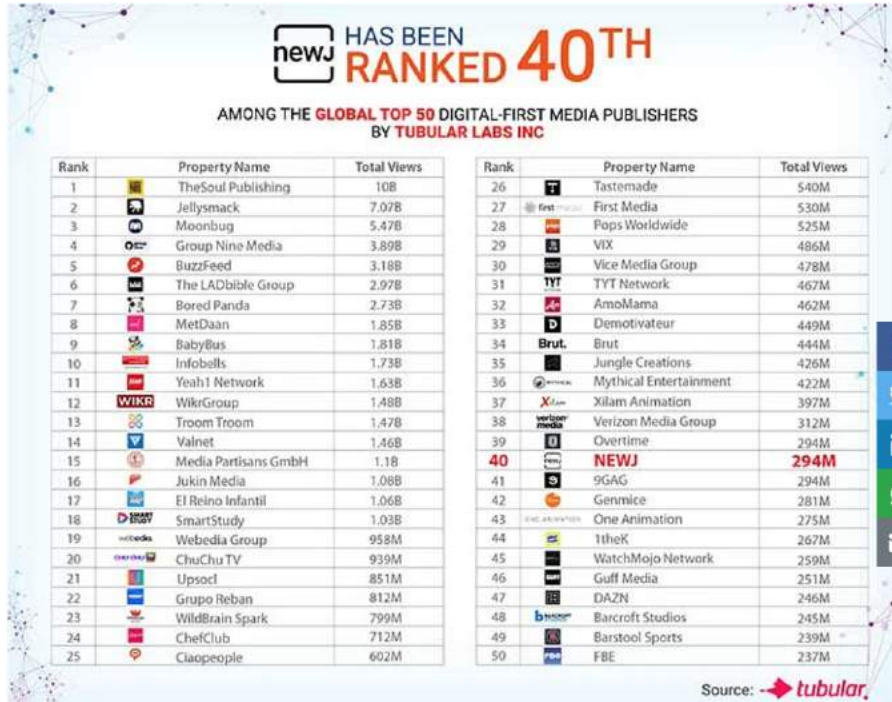 newJ HAS BEEN
RANKED 40TH
AMONG THE GLOBAL TOP 50 DIGITAL-FIRST MEDIA PUBLISHERS
BY TUBULAR LABS INC
Rank Property Name Total Views
1 TheSoul Publishing 10B
2 Jellysmack 7.07B
3 Moonbug 5.47B
4 Group Nine Media 3.89B
5 BuzzFeed 3.18B
6 The LADbible Group 2.97B
7 Bored Panda 2.73B
8 MetDaan 1.85B
9 BabyBus 1.81B
10 Infobells 1.73B
11 Yeah1 Network 1.63B
12 WIKR WikrGroup 1.48B
13 Troom Troom 1.47B
14 Valnet 1.46B
15 Media Partisans GmbH 1.1B
16 Jukin Media 1.08B
17 El Reino Infantil 1.06B
18 SMART STUDY SmartStudy 1.03B
19 webedia Webedia Group 958M
20 ChuChu TV 939M
21 Upsocl 851M
22 Grupo Reban 812M
23 WildBrain Spark 799M
24 ChefClub 712M
25 Ciaopeople 602M
Rank Property Name Total Views
26 T Tastemade 540M
27 first media First Media 530M
28 Pops Worldwide 525M
29 VIX 486M
30 Vice Media Group 478M
31 TYT TYT Network 467M
32 AmoMama 462M
33 D Demotivateur 449M
34 Brut. Brut 444M
35 Jungle Creations 426M
36 MYTHICAL Mythical Entertainment 422M
37 Xilam Xilam Animation 397M
38 verizon media Verizon Media Group 312M
39 Overtime 294M
40 newJ NEWJ 294M
41 9GAG 294M
42 Genmice 281M
43 ONE ANIMATION One Animation 275M
44 1theK 267M
45 WatchMojo Network 259M
46 GUFF Guff Media 251M
47 DAZN 246M
48 Barcroft Studios 245M
49 Barstool Sports 239M
50 FBE FBE 237M
Source: tubular